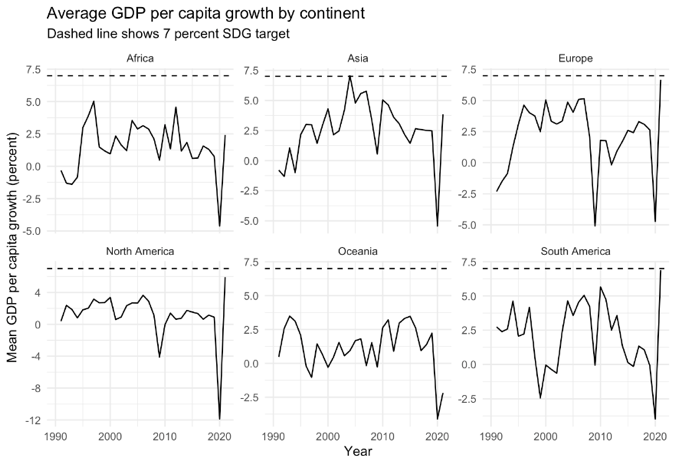 Average GDP per capita growth by continent
Dashed line shows 7 percent SDG target
Africa
Asia
Europe
7.5
5.0
2.5
0.0
-2.5
-5.0
7.5
5.0
2.5
0.0
-2.5
-5.0
7.5
5.0
2.5
0.0
-2.5
-5.0
Mean GDP per capita growth (percent)
North America
Oceania
South America
4
0
-4
-8
-12
7.5
5.0
2.5
0.0
-2.5
7.5
5.0
2.5
0.0
-2.5
1990 2000 2010 2020
1990 2000 2010 2020
1990 2000 2010 2020
Year